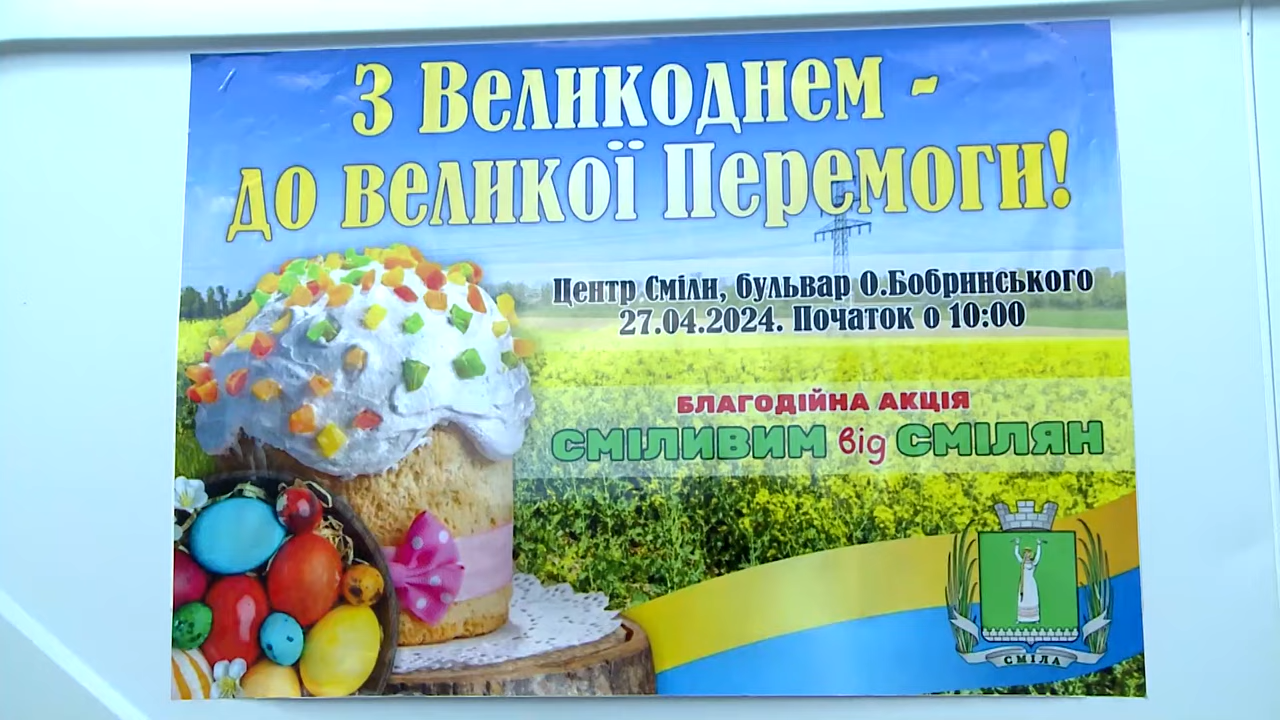 З Великоднем -
до великої Перемоги!
Центр Сміли, бульвар О.Бобринського
27.04.2024. Початок о 10:00
БЛАГОДІЙНА АКЦІЯ
СМІЛИВИМ від СМІЛЯН
СМІЛА